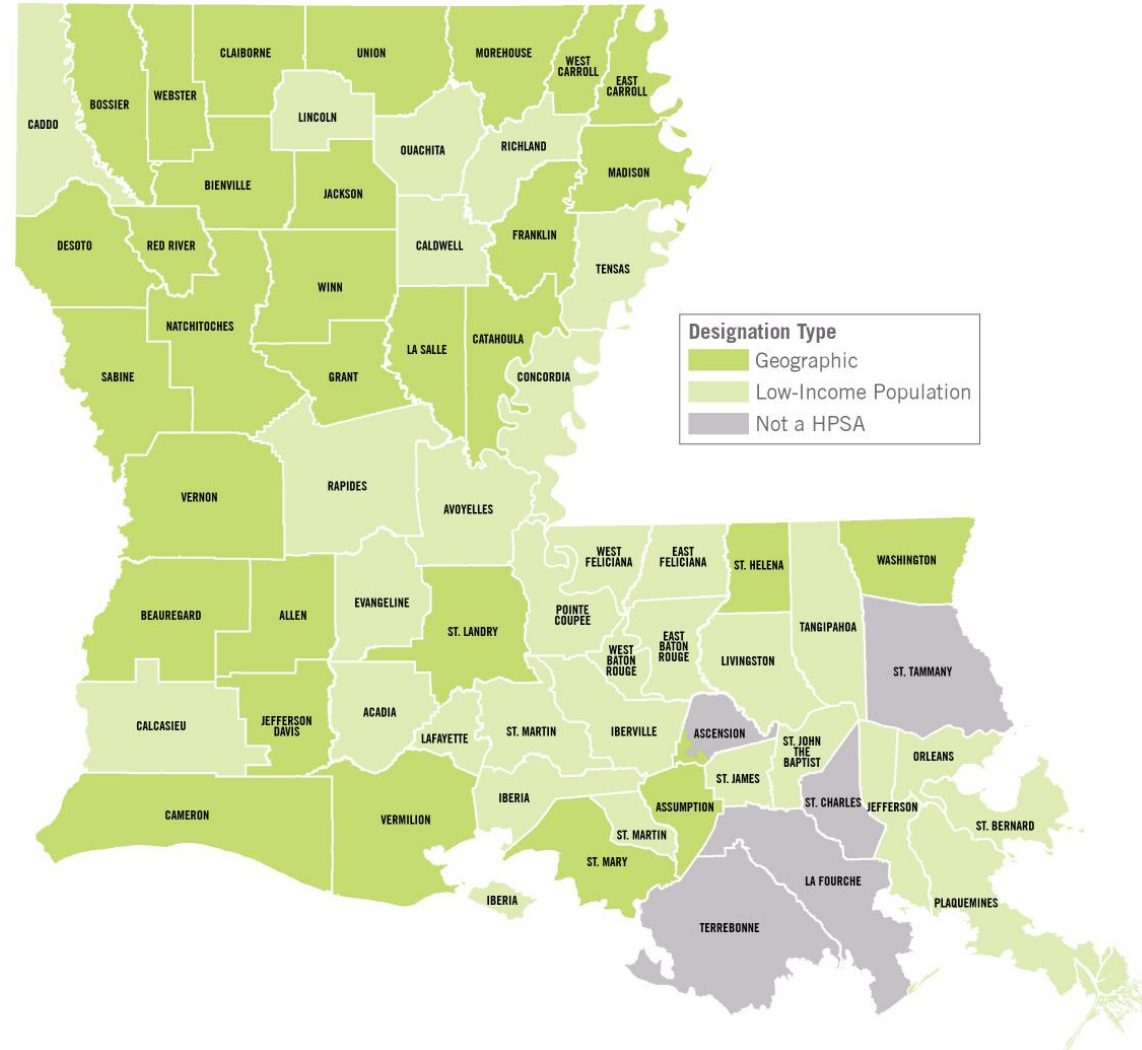 CLAIBORNE
UNION
MOREHOUSE
WEST
CARROLL
EAST
CARROLL
CADDO
BOSSIER
WEBSTER
LINCOLN
OUACHITA
RICHLAND
MADISON
BIENVILLE
JACKSON
DESOTO
RED RIVER
CALDWELL
FRANKLIN
TENSAS
WINN
NATCHITOCHES
LA SALLE
CATAHOULA
SABINE
GRANT
CONCORDIA
Designation Type
Geographic
Low-Income Population
Not a HPSA
VERNON
RAPIDES
AVOYELLES
WEST
FELICIANA
EAST
FELICIANA
ST. HELENA
WASHINGTON
BEAUREGARD
ALLEN
EVANGELINE
ST. LANDRY
POINTE
COUPEE
WEST
BATON
ROUGE
EAST
BATON
ROUGE
LIVINGSTON
TANGIPAHOA
ST. TAMMANY
CALCASIEU
JEFFERSON
DAVIS
ACADIA
LAFAYETTE
ST. MARTIN
IBERVILLE
ASCENSION
ST. JOHN
THE
BAPTIST
ORLEANS
ST. JAMES
ST. CHARLES
JEFFERSON
ST. BERNARD
CAMERON
VERMILION
IBERIA
ASSUMPTION
ST. MARTIN
ST. MARY
LA FOURCHE
IBERIA
PLAQUEMINES
TERREBONNE